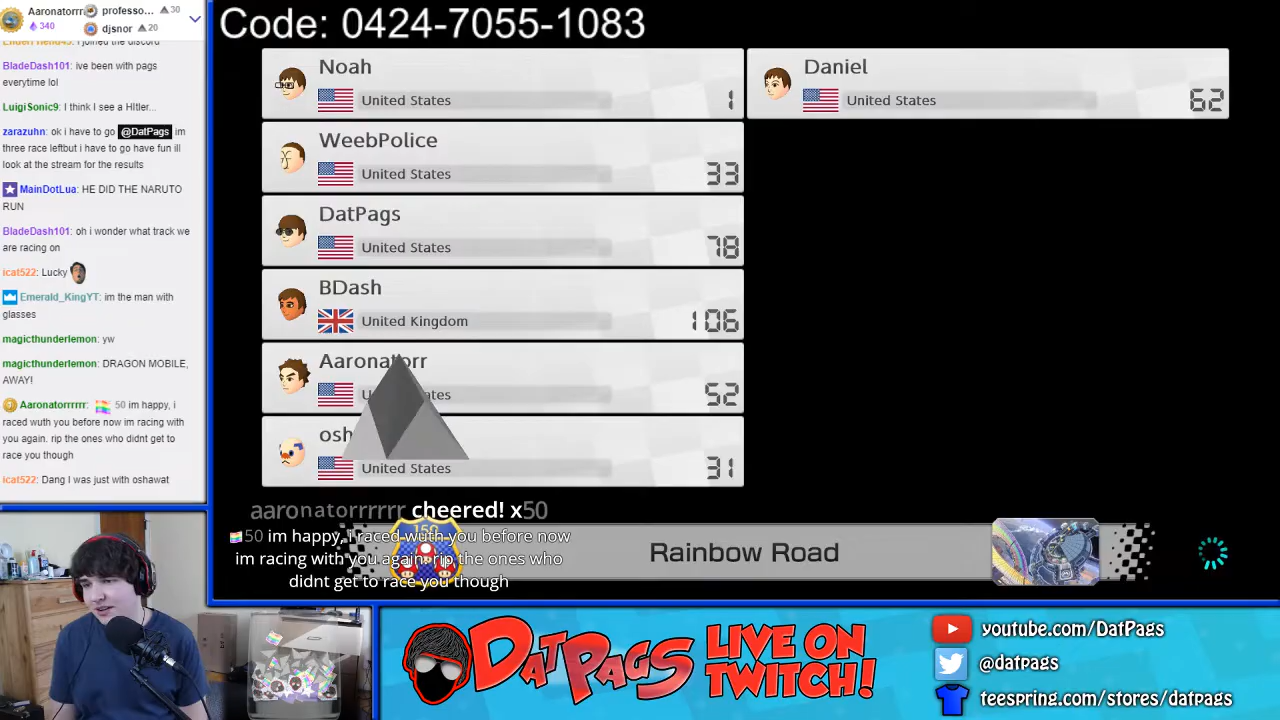 Aaronatorrr
340
professo... 30
djsnor 20
Code: 0424-7055-1083
i joined the discord
BladeDash101: ive been with pags
everytime lol
LuigiSonic9: I think I see a HItler...
zarazuhn: ok i have to go @DatPags im
three race leftbut i have to go have fun ill
look at the stream for the results
MainDotLua: HE DID THE NARUTO
RUN
BladeDash101: oh i wonder what track we
are racing on
icat522: Lucky
Emerald_KingYT: im the man with
glasses
magicthunderlemon: yw
magicthunderlemon: DRAGON MOBILE,
AWAY!
Aaronatorrrrrr: 50 im happy, i
raced wuth you before now im racing with
you again. rip the ones who didnt get to
race you though
icat522: Dang I was just with oshawat
Noah
United States 1
WeebPolice
United States 33
DatPags
United States 78
BDash
United Kingdom 106
Aaronatorr
52
osh
United States 31
Daniel
United States 62
aaronatorrrrrr cheered! x50
50 im happy, i raced wuth you before now
im racing with you again. rip the ones who
didnt get to race you though
150
Rainbow Road
DATPAGS LIVE ON
TWITCH!
youtube.com/DatPags
@datpags
teespring.com/stores/datpags